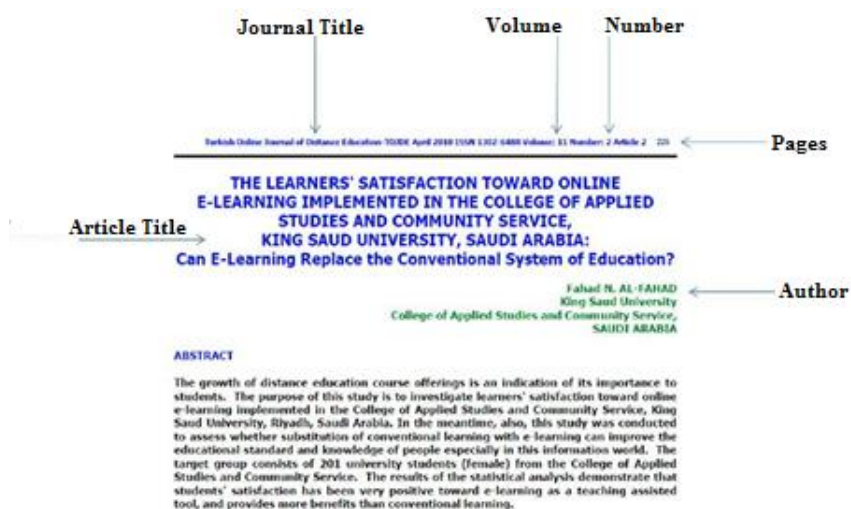 Journal Title Volume Number
Turkish Online Journal of Distance Education-TOJDE April 2010 ISSN 1302-6488 Volume: 11 Number: 2 Article 2
Pages
THE LEARNERS' SATISFACTION TOWARD ONLINE
E-LEARNING IMPLEMENTED IN THE COLLEGE OF APPLIED
STUDIES AND COMMUNITY SERVICE,
Article Title
KING SAUD UNIVERSITY, SAUDI ARABIA:
Can E-Learning Replace the Conventional System of Education?
Fahad N. AL-FAHAD
Author
King Saud University
College of Applied Studies and Community Service,
SAUDI ARABIA
ABSTRACT
The growth of distance education course offerings is an indication of its importance to
students. The purpose of this study is to investigate learners' satisfaction toward online
e-learning implemented in the College of Applied Studies and Community Service, King
Saud University, Riyadh, Saudi Arabia. In the meantime, also, this study was conducted
to assess whether substitution of conventional learning with e-learning can improve the
educational standard and knowledge of people especially in this information world. The
target group consists of 201 university students (female) from the College of Applied
Studies and Community Service. The results of the statistical analysis demonstrate that
students' satisfaction has been very positive toward e-learning as a teaching assisted
tool, and provides more benefits than conventional learning.